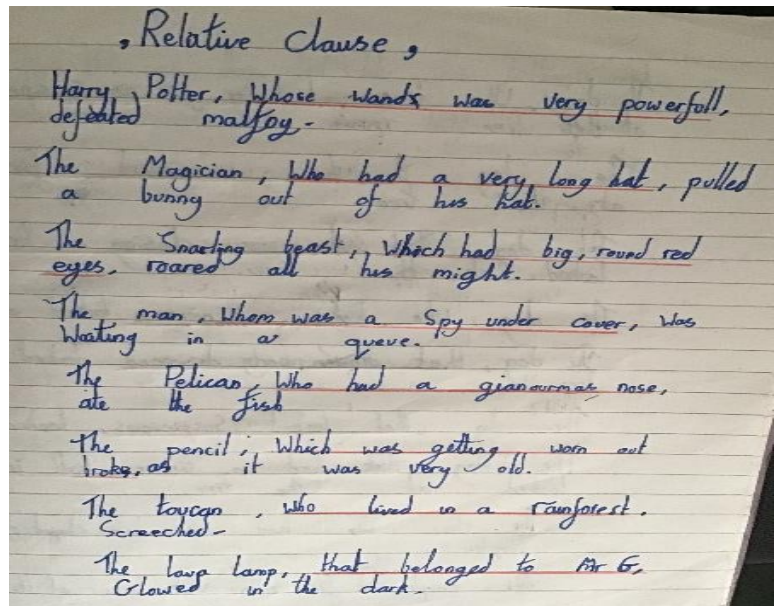 , Relative Clause,
Harry Potter, Whose wands was very powerfull,
defeated malfoy.
The Magician, Who had a very long hat, pulled
a bunny out of his hat.
The Snarling beast, Which had big, round red
eyes, roared all his might.
The man, Whom was a Spy under cover, Was
Waiting in a queue.
The Pelican, Who had a gianourmas nose,
ate the fish
The pencil, Which was getting worn out
broke, as it was very old.
The toucan, who lived in a rainforest.
Screeched-
The lava lamp, that belonged to Mr G,
Glowed in the dark.